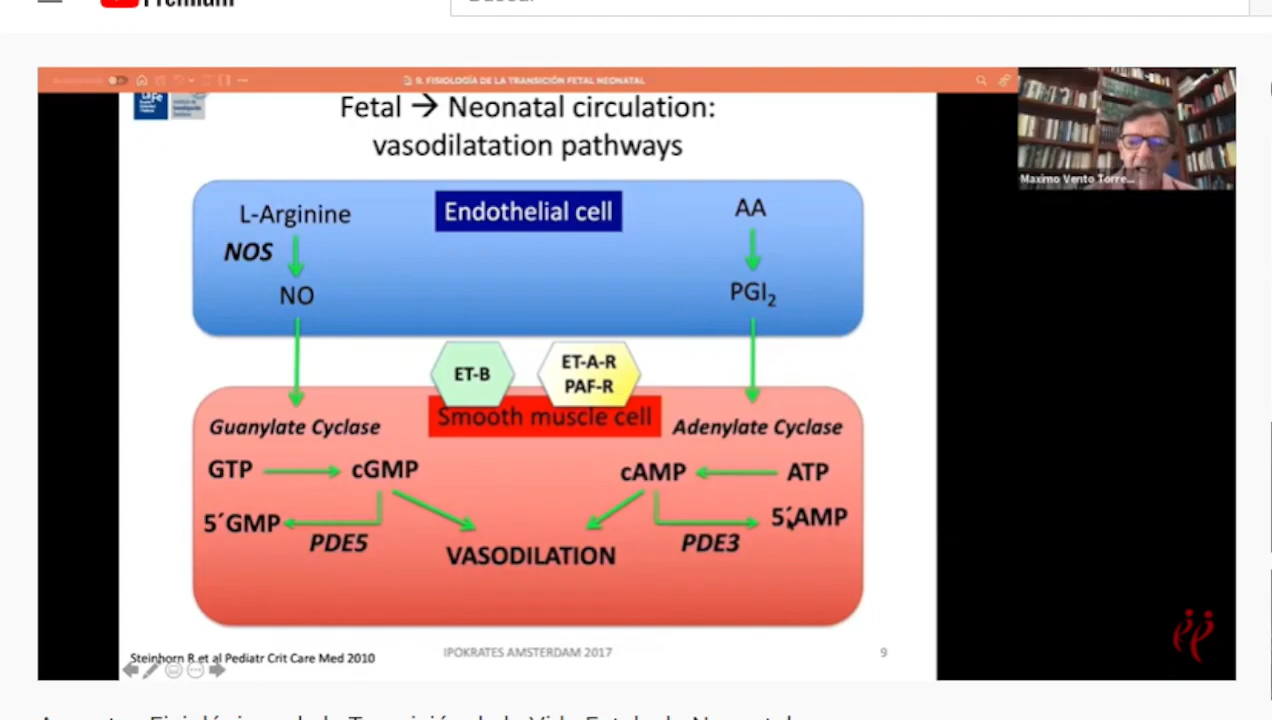 Premium
9. FISIOLOGÍA DE LA TRANSICIÓN FETAL NEONATAL
LaFe
Maximo Vento Torre...
Fetal → Neonatal circulation:
vasodilatation pathways
L-Arginine
Endothelial cell
AA
NOS
NO
PGI₂
ET-B
ET-A-R
PAF-R
Smooth muscle cell
Guanylate Cyclase
Adenylate Cyclase
GTP
cGMP
cAMP
ATP
5´GMP
5´AMP
PDE5
PDE3
VASODILATION
Steinhorn R et al Pediatr Crit Care Med 2010
IPOKRATES AMSTERDAM 2017
9